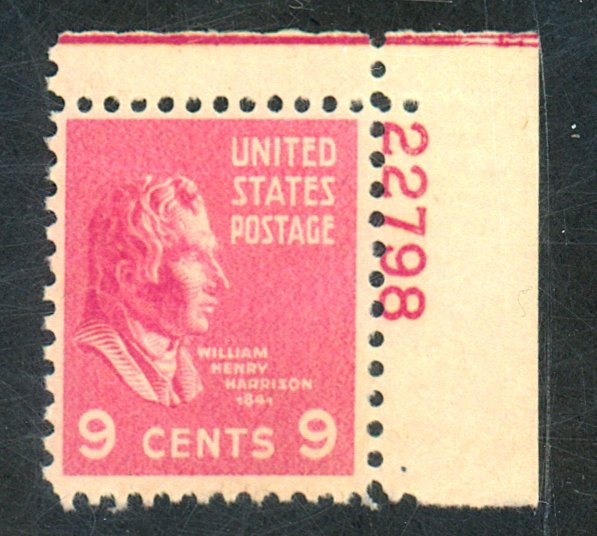 UNITED
STATES
POSTAGE
WILLIAM
HENRY
HARRISON
1841
9 CENTS 9
22798